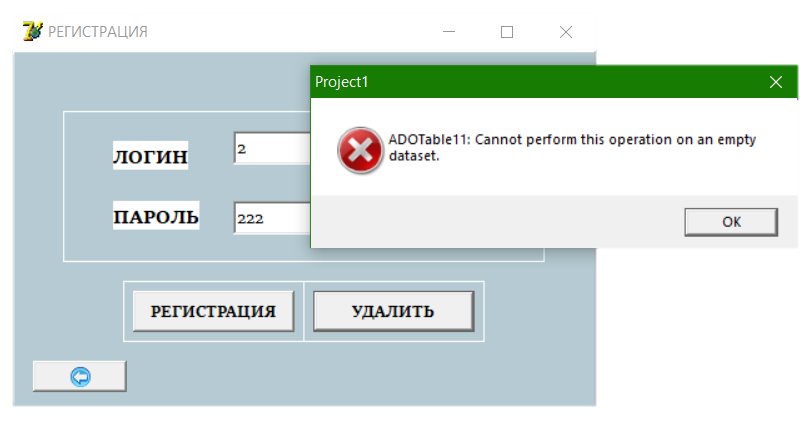 РЕГИСТРАЦИЯ
Project1
ADOTable11: Cannot perform this operation on an empty
dataset.
OK
ЛОГИН
2
ПАРОЛЬ
222
РЕГИСТРАЦИЯ
УДАЛИТЬ